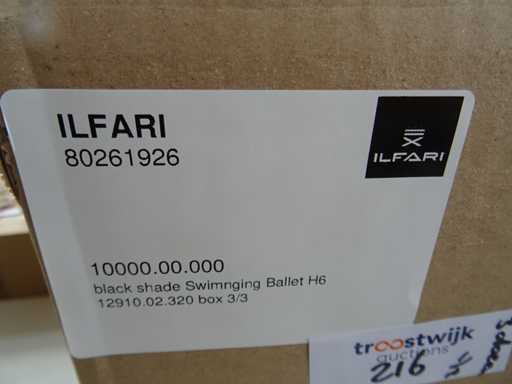 ILFARI
80261926
ILFARI
10000.00.000
black shade Swimnging Ballet H6
12910.02.320 box 3/3
troostwijk
auctions
216